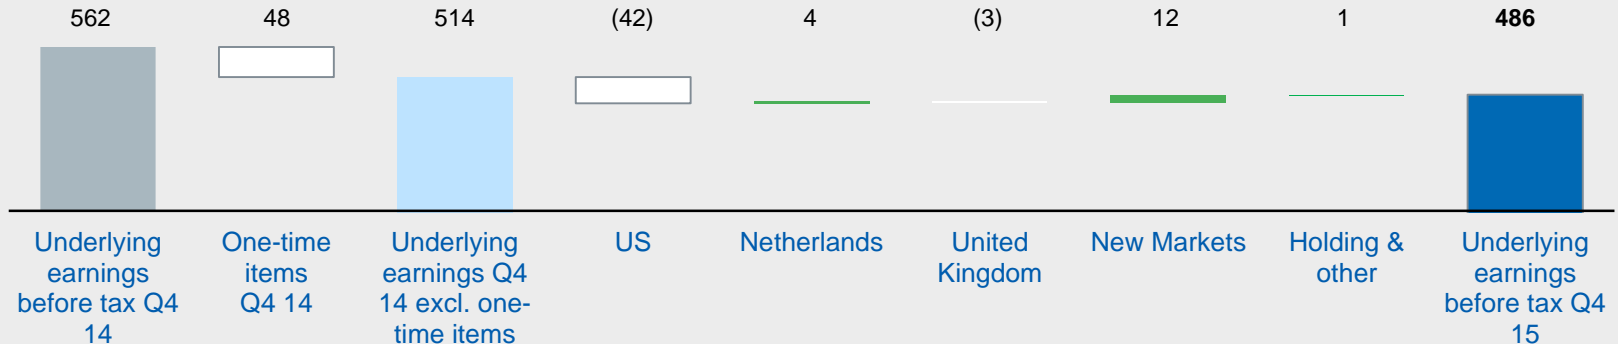 562 48 514 (42) 4 (3) 12 1 486
Underlying
earnings
before tax Q4
14
One-time
items
Q4 14
Underlying
earnings Q4
14 excl. one-
time items
US
Netherlands
United
Kingdom
New Markets
Holding &
other
Underlying
earnings
before tax Q4
15